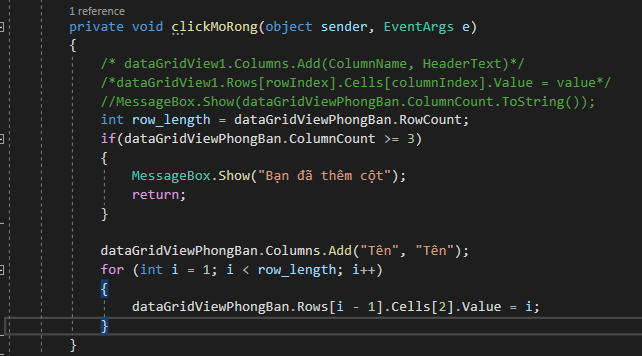 1 reference
private void clickMoRong(object sender, EventArgs e)
{
/* dataGridView1.Columns.Add(ColumnName, HeaderText)*/
/*dataGridView1.Rows[rowIndex].Cells[columnIndex].Value = value*/
//MessageBox.Show(dataGridViewPhongBan.ColumnCount.ToString());
int row_length = dataGridViewPhongBan.RowCount;
if(dataGridViewPhongBan.ColumnCount >= 3)
{
MessageBox.Show("Bạn đã thêm cột");
return;
}
dataGridViewPhongBan.Columns.Add("Tên", "Tên");
for (int i = 1; i < row_length; i++)
{
dataGridViewPhongBan.Rows[i - 1].Cells[2].Value = i;
}
}